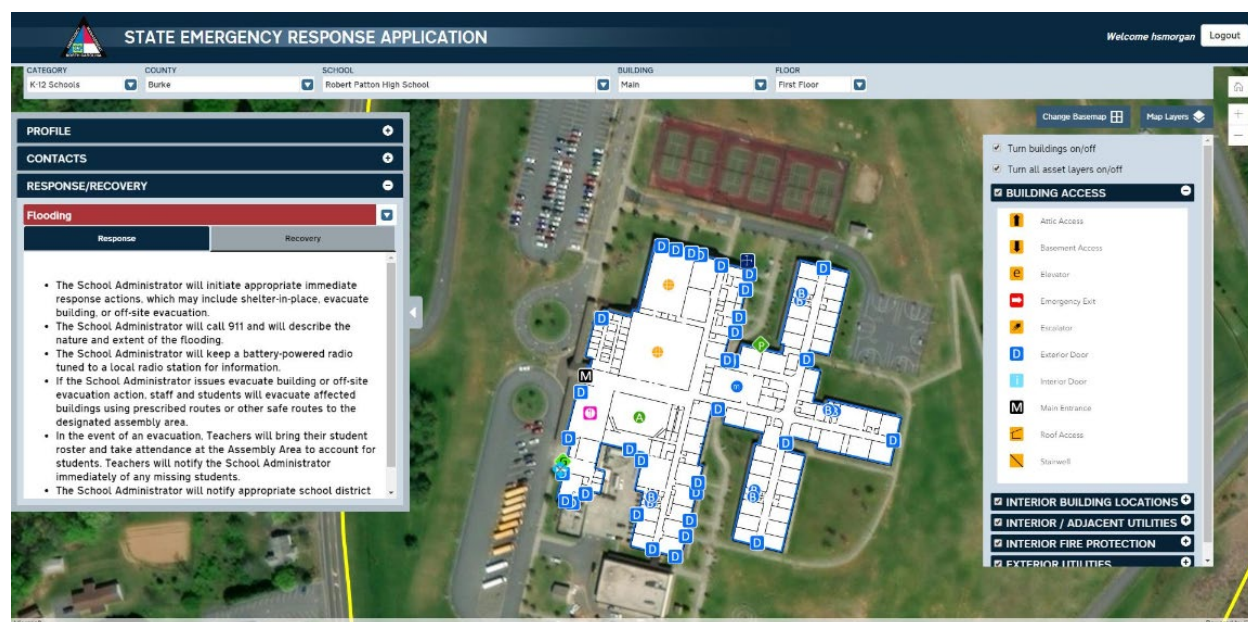 STATE EMERGENCY RESPONSE APPLICATION
Welcome hsmorgan
Logout
CATEGORY
COUNTY
SCHOOL
BUILDING
FLOOR
K-12 Schools
Burke
Robert Patton High School
Main
First Floor
Change Basemap
Map Layers
PROFILE
CONTACTS
RESPONSE/RECOVERY
Flooding
Response
Recovery
• The School Administrator will initiate appropriate immediate
response actions, which may include shelter-in-place, evacuate
building, or off-site evacuation.
• The School Administrator will call 911 and will describe the
nature and extent of the flooding.
• The School Administrator will keep a battery-powered radio
tuned to a local radio station for information.
• If the School Administrator issues evacuate building or off-site
evacuation action, staff and students will evacuate affected
buildings using prescribed routes or other safe routes to the
designated assembly area.
• In the event of an evacuation, Teachers will bring their student
roster and take attendance at the Assembly Area to account for
students. Teachers will notify the School Administrator
immediately of any missing students.
• The School Administrator will notify appropriate school district
Turn buildings on/off
Turn all asset layers on/off
BUILDING ACCESS
Attic Access
Basement Access
e Elevator
Emergency Exit
Escalator
D Exterior Door
I Interior Door
M Main Entrance
Roof Access
Stairwell
INTERIOR BUILDING LOCATIONS
INTERIOR / ADJACENT UTILITIES
INTERIOR FIRE PROTECTION
EXTERIOR UTILITIES